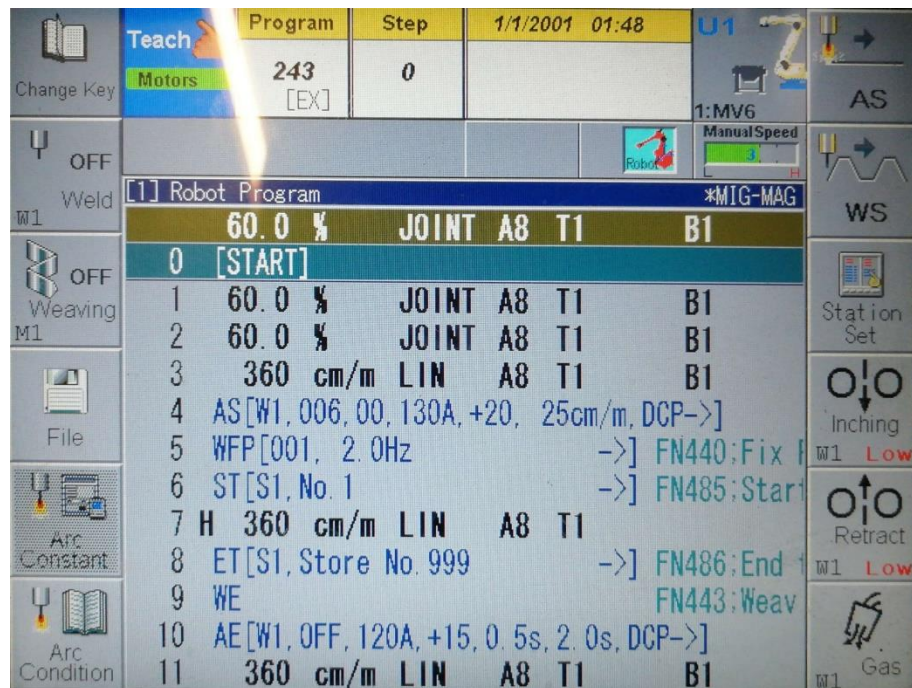 Change Key
Teach
Motors
Program
243
[EX]
Step
0
1/1/2001 01:48
U1
1:MV6
AS
OFF
Weld
W1
Robot
Manual Speed
3
L H
WS
[1] Robot Program *MIG-MAG
60.0 % JOINT A8 T1 B1
0 [START]
1 60.0 % JOINT A8 T1 B1
2 60.0 % JOINT A8 T1 B1
3 360 cm/m LIN A8 T1 B1
4 AS[W1,006,00,130A,+20, 25cm/m,DCP->]
5 WFP[001, 2.0Hz ->] FN440;Fix
6 ST[S1,No.1 ->] FN485;Start
7 H 360 cm/m LIN A8 T1
8 ET[S1,Store No.999 ->] FN486;End
9 WE FN443;Weav
10 AE[W1,OFF,120A,+15,0.5s,2.0s,DCP->]
11 360 cm/m LIN A8 T1 B1
OFF
Weaving
M1
File
Arc
Constant
Arc
Condition
Station
Set
Inching
W1 Low
Retract
W1 Low
Gas
W1